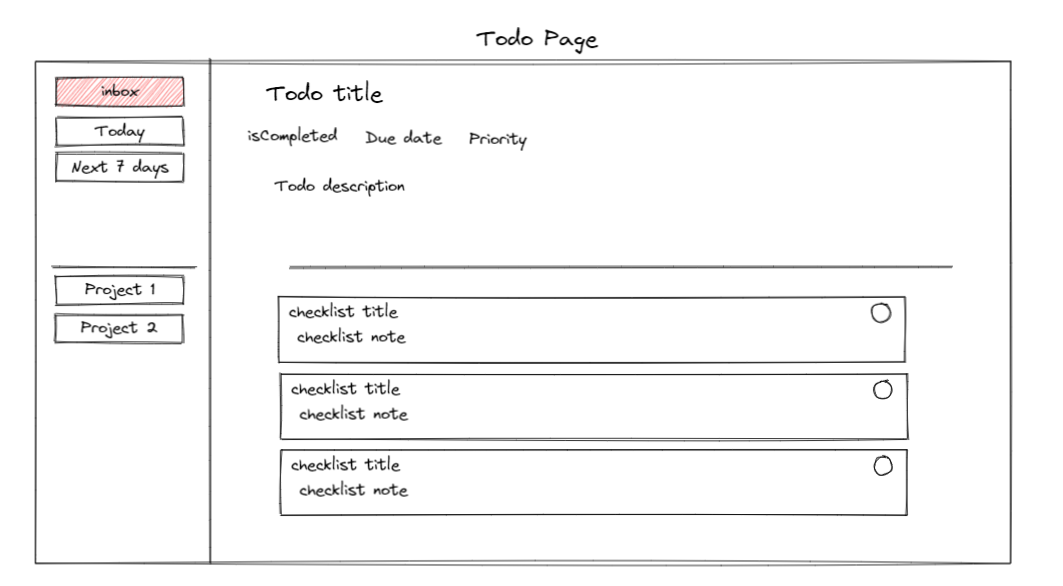 Todo Page
inbox
Today
Next 7 days
Project 1
Project 2
Todo title
isCompleted Due date Priority
Todo description
checklist title
checklist note
checklist title
checklist note
checklist title
checklist note